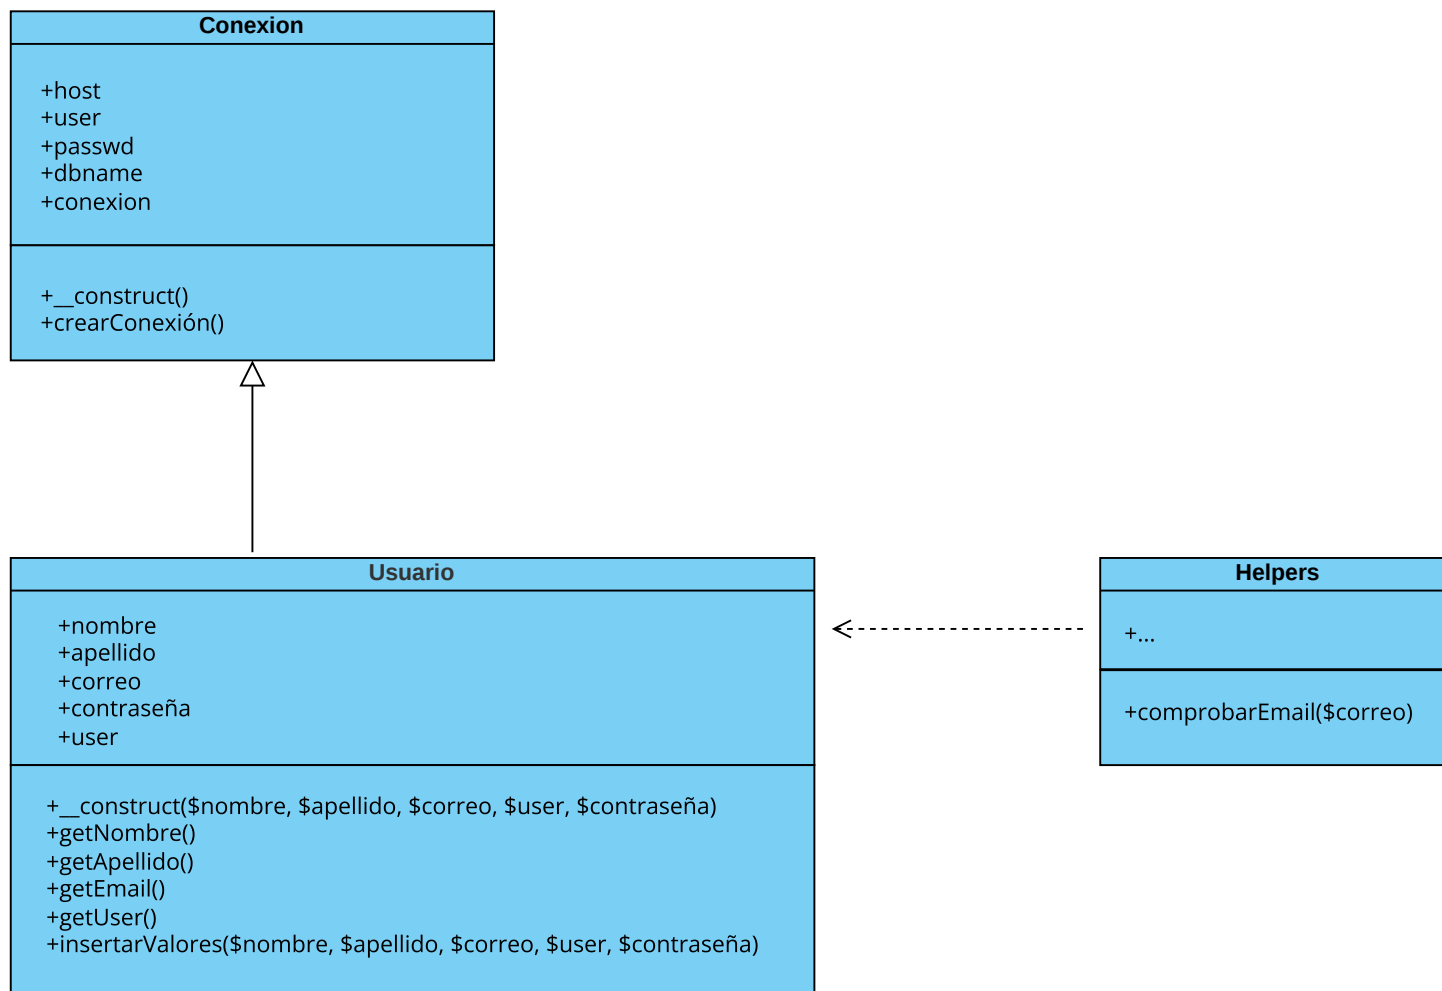 Conexion
+host
+user
+passwd
+dbname
+conexion
+__construct()
+crearConexión()
Usuario
+nombre
+apellido
+correo
+contraseña
+user
+__construct($nombre, $apellido, $correo, $user, $contraseña)
+getNombre()
+getApellido()
+getEmail()
+getUser()
+insertarValores($nombre, $apellido, $correo, $user, $contraseña)
Helpers
+...
+comprobarEmail($correo)